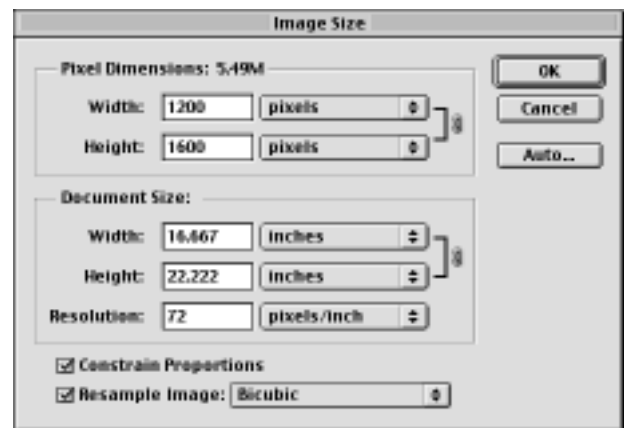 Image Size
Pixel Dimensions: 5.49M
Width: 1200 pixels
Height: 1600 pixels
OK
Cancel
Auto...
Document Size:
Width: 16.667 inches
Height: 22.222 inches
Resolution: 72 pixels/inch
Constrain Proportions
Resample Image: Bicubic